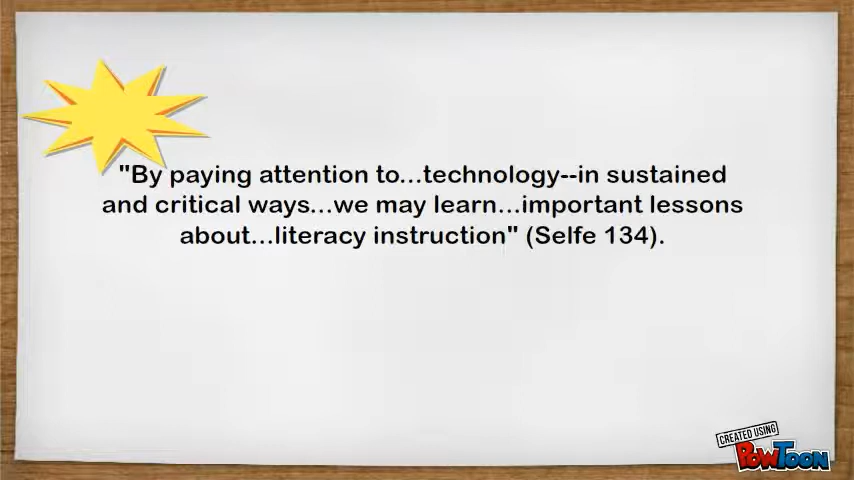 "By paying attention to...technology--in sustained
and critical ways...we may learn...important lessons
about...literacy instruction" (Selfe 134).
CREATED USING
POWTOON